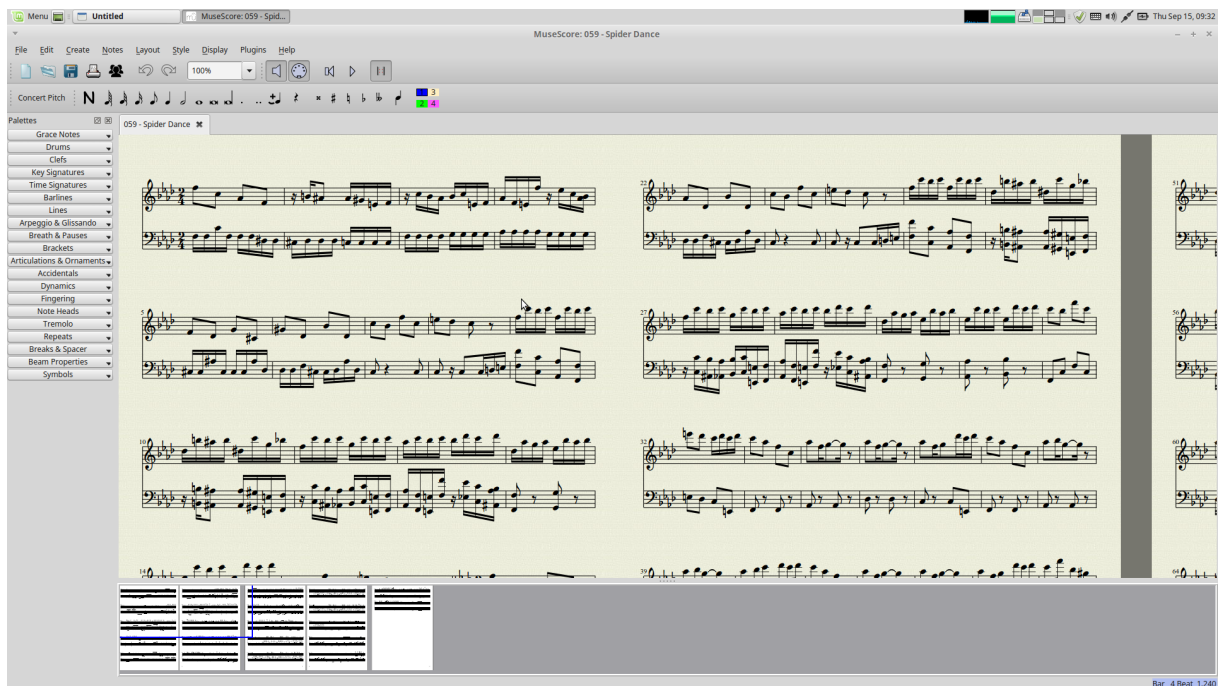 Menu Untitled MuseScore: 059 - Spid... Thu Sep 15, 09:32
MuseScore: 059 - Spider Dance
File Edit Create Notes Layout Style Display Plugins Help
100%
Concert Pitch N 1 3
2 4
Palettes
059 - Spider Dance
Grace Notes
Drums
Clefs
Key Signatures
Time Signatures
Barlines
Lines
Arpeggio & Glissando
Breath & Pauses
Brackets
Articulations & Ornaments
Accidentals
Dynamics
Fingering
Note Heads
Tremolo
Repeats
Breaks & Spacer
Beam Properties
Symbols
22 51
5 27 56
10 32 60
14 39 64
Bar 4 Beat 1.240